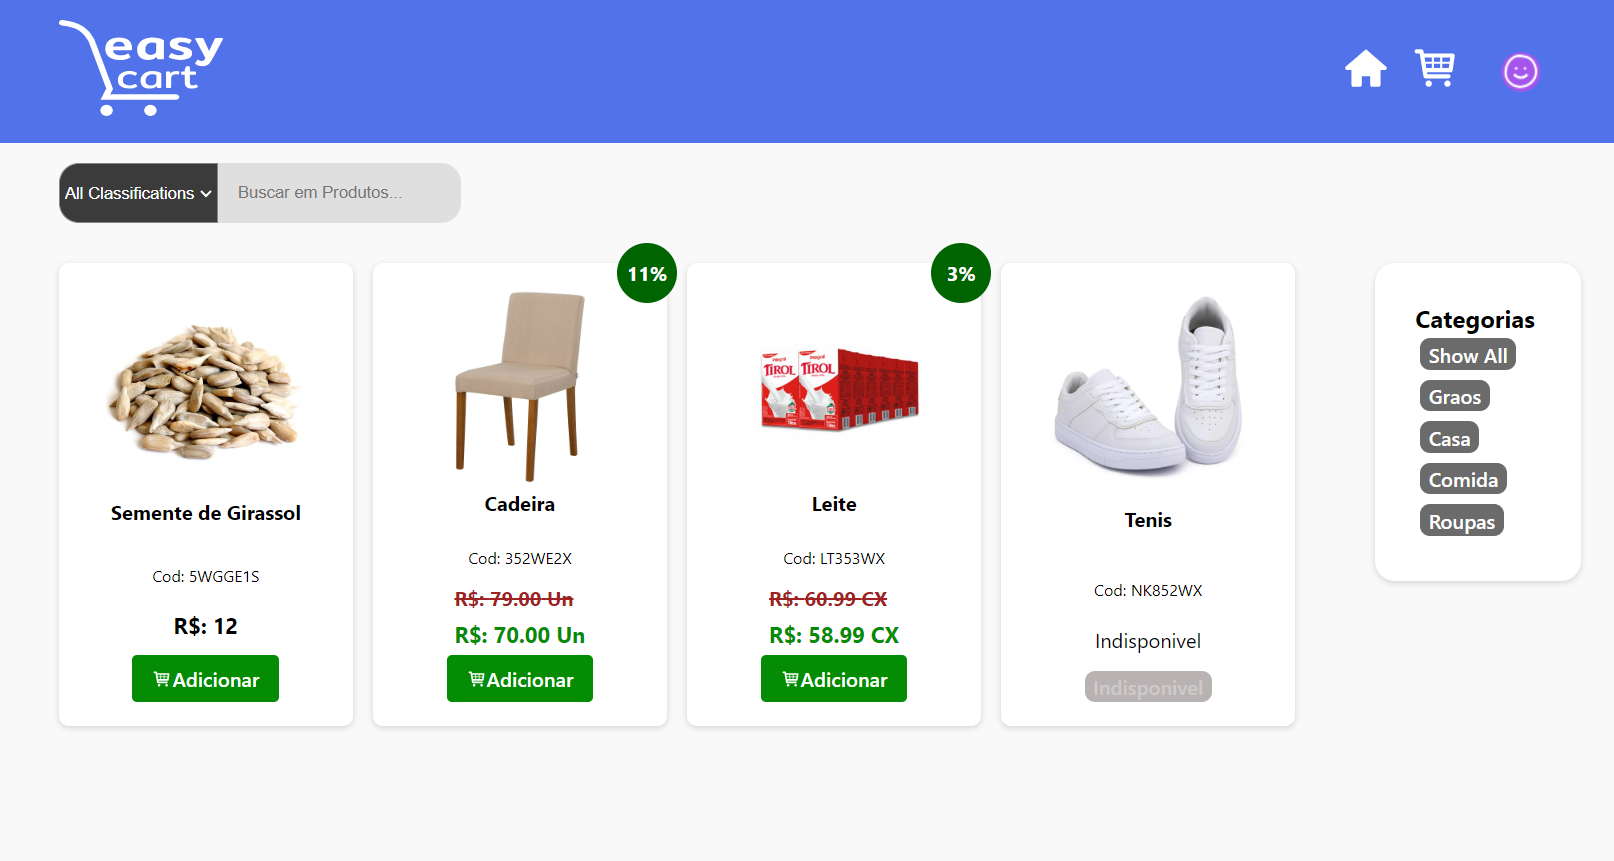 easy
cart
All Classifications
Buscar em Produtos...
Semente de Girassol
Cod: 5WGGE1S
R$: 12
Adicionar
11%
Cadeira
Cod: 352WE2X
R$: 79.00 Un
R$: 70.00 Un
Adicionar
3%
Integral
TIROL
Integral
TIROL
Leite
Cod: LT353WX
R$: 60.99 CX
R$: 58.99 CX
Adicionar
Tenis
Cod: NK852WX
Indisponivel
Indisponivel
Categorias
Show All
Graos
Casa
Comida
Roupas